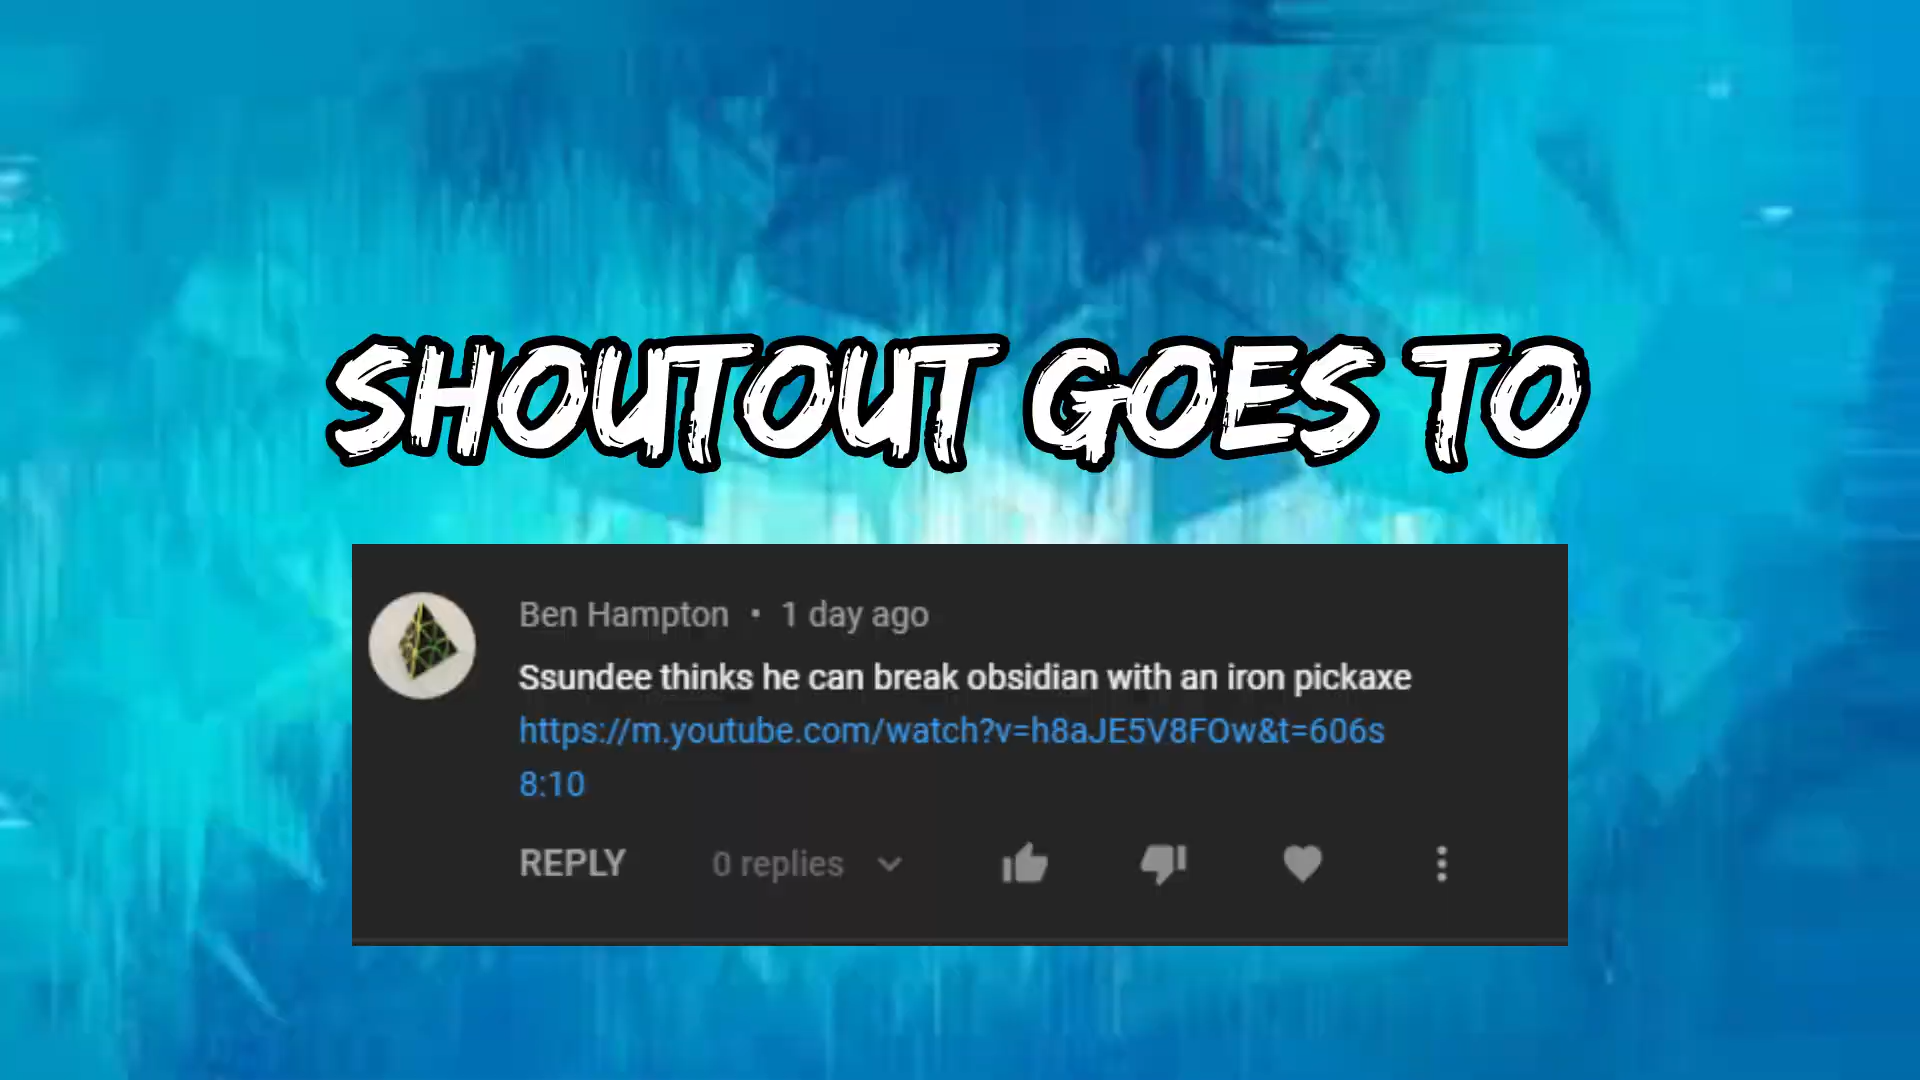 SHOUTOUT GOES TO
Ben Hampton • 1 day ago
Ssundee thinks he can break obsidian with an iron pickaxe
https://m.youtube.com/watch?v=h8aJE5V8FOw&t=606s
8:10
REPLY 0 replies